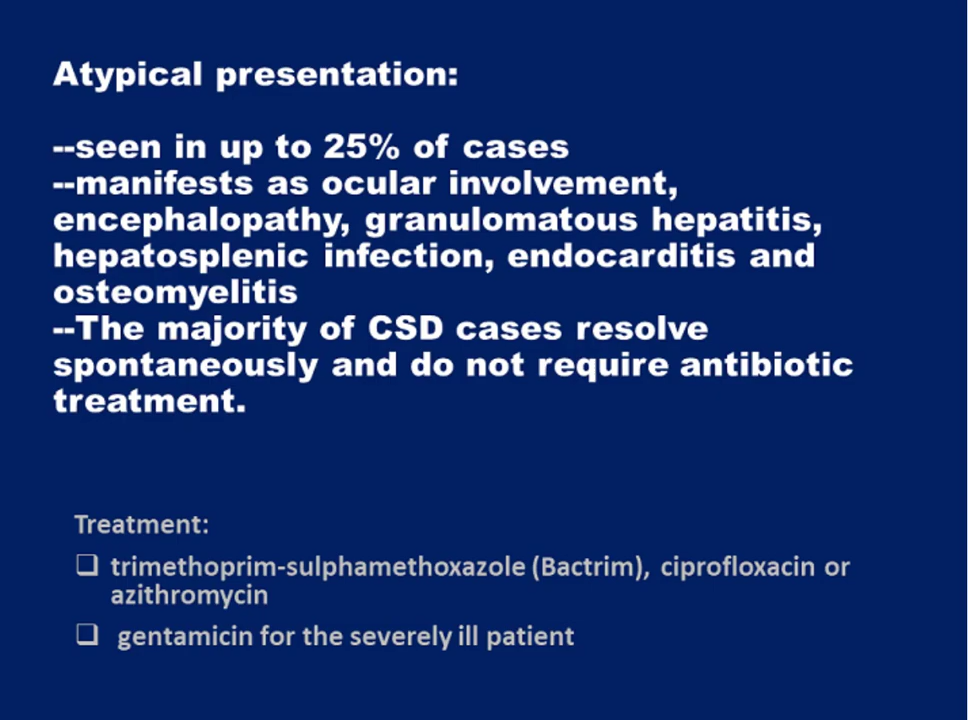 Atypical presentation:
--seen in up to 25% of cases
--manifests as ocular involvement,
encephalopathy, granulomatous hepatitis,
hepatosplenic infection, endocarditis and
osteomyelitis
--The majority of CSD cases resolve
spontaneously and do not require antibiotic
treatment.
Treatment:
❑ trimethoprim-sulphamethoxazole (Bactrim), ciprofloxacin or
azithromycin
❑ gentamicin for the severely ill patient